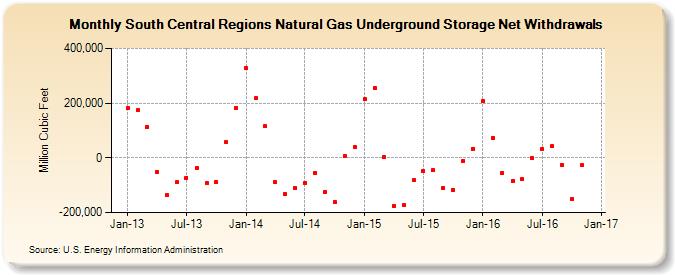 Monthly South Central Regions Natural Gas Underground Storage Net Withdrawals
Million Cubic Feet
400,000
200,000
0
-200,000
Jan-13 Jul-13 Jan-14 Jul-14 Jan-15 Jul-15 Jan-16 Jul-16 Jan-17
Source: U.S. Energy Information Administration